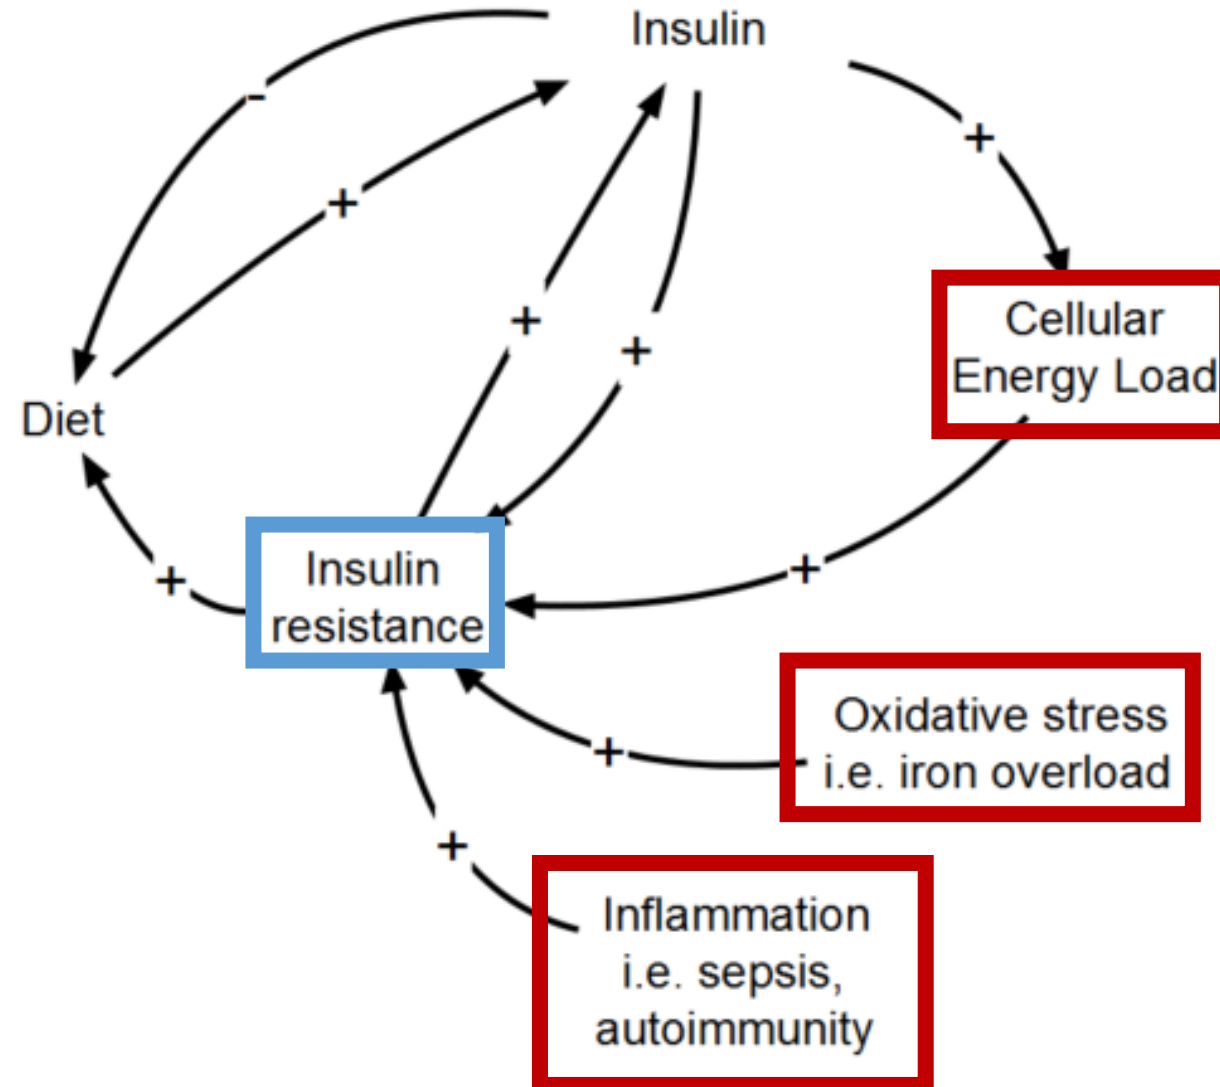 Insulin
-
+
+
+
+
Cellular
Energy Load
Diet
+
+
Insulin
resistance
+
Oxidative stress
i.e. iron overload
+
Inflammation
i.e. sepsis,
autoimmunity